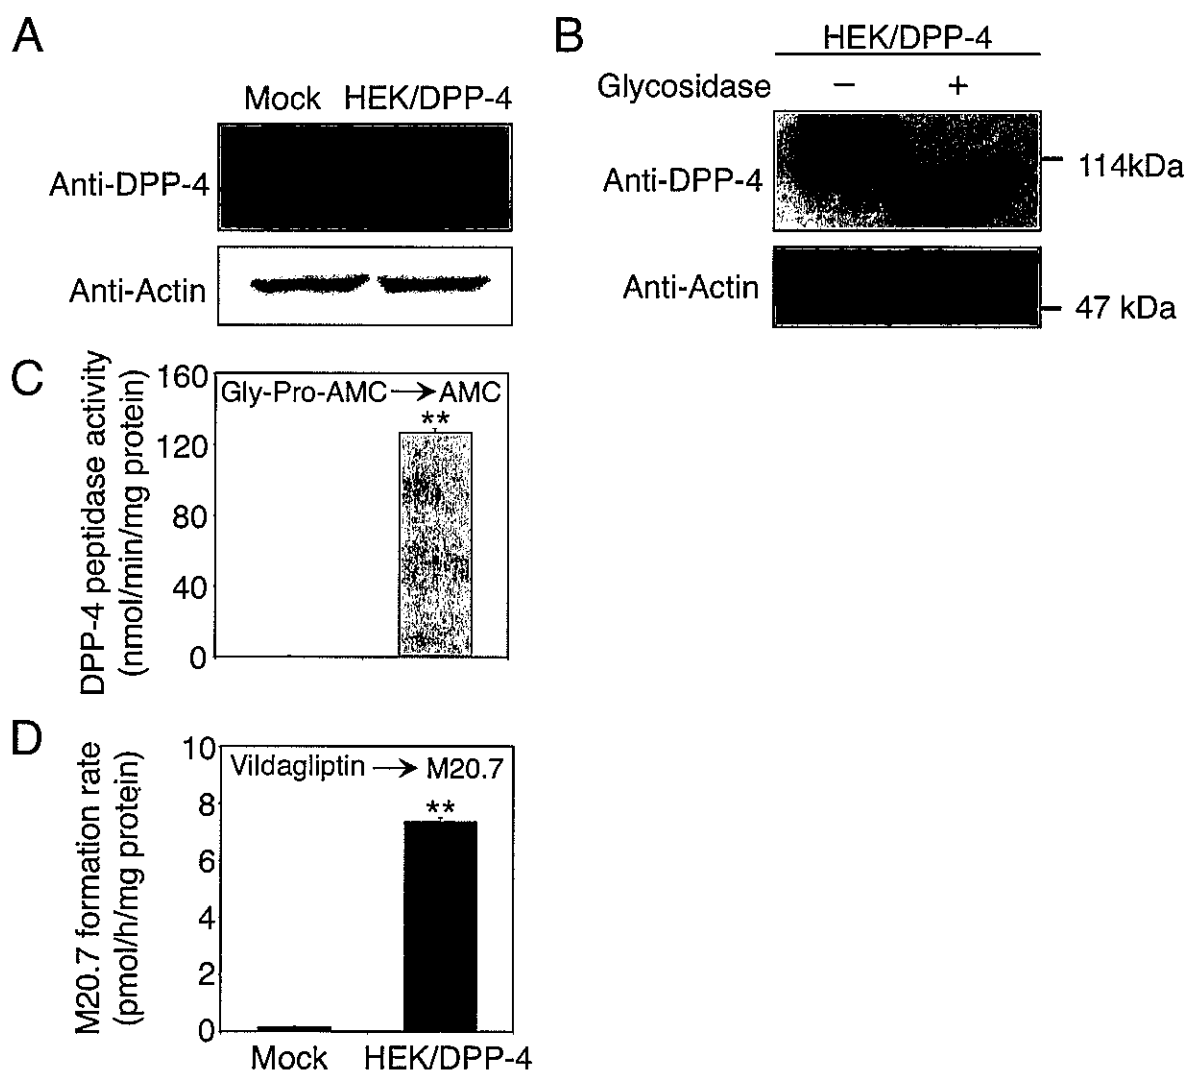 A
Mock HEK/DPP-4
Anti-DPP-4
Anti-Actin
B
HEK/DPP-4
Glycosidase − +
Anti-DPP-4
114kDa
Anti-Actin
47 kDa
C
DPP-4 peptidase activity
(nmol/min/mg protein)
160
120
80
40
0
Gly-Pro-AMC → AMC
**
D
M20.7 formation rate
(pmol/h/mg protein)
10
8
6
4
2
0
Vildagliptin → M20.7
**
Mock HEK/DPP-4